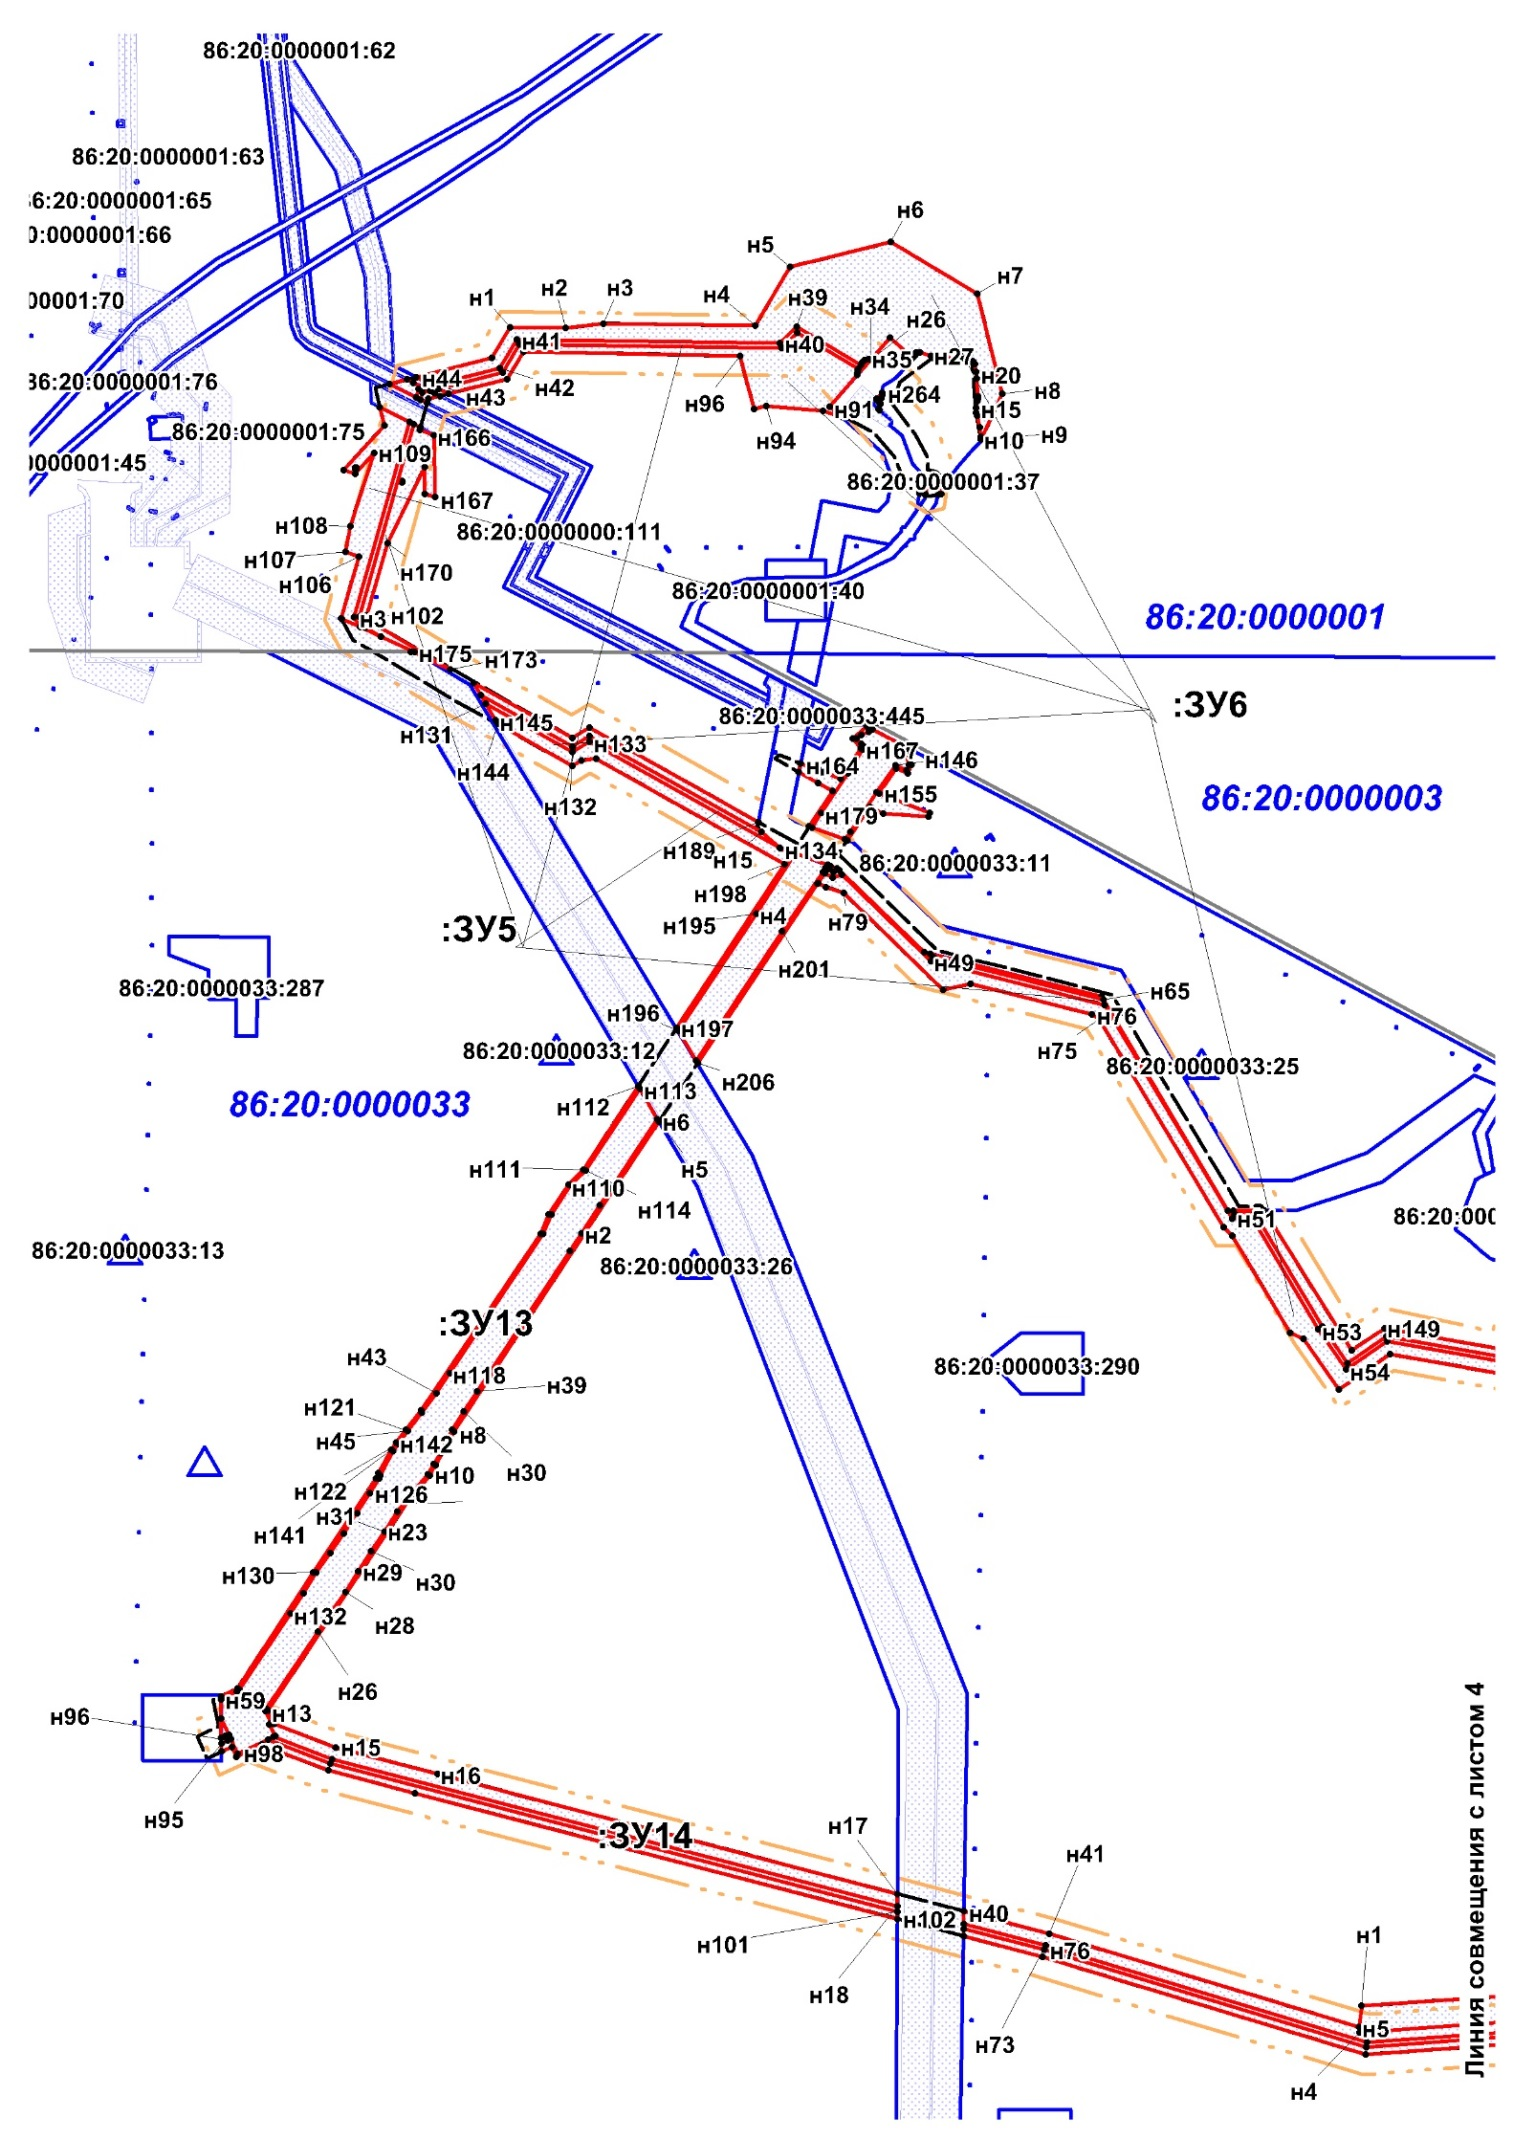 86:20:0000001:62
86:20:0000001:63
86:20:0000001:65
0:0000001:66
н6
н5
н7
0001:70
н1
н2
н3
н4
н39
н34
н26
н41
н40
н35
н27
36:20:0000001:76
н44
н43
н42
н96
н264
н20
н8
н15
н91
н94
н10
н9
86:20:0000001:75
н166
н109
0000001:45
86:20:0000001:37
н167
н108
86:20:0000000:111
н107
н106
н170
86:20:0000001:40
н3
н102
86:20:0000001
н175
н173
:ЗУ6
86:20:0000033:445
н131
н145
н133
н167
н146
н144
н164
н155
86:20:0000003
н132
н179
н189
н15
н134
86:20:0000033:11
н198
н195
н4
н79
:ЗУ5
н201
н49
86:20:0000033:287
н65
н196
н197
н76
н75
86:20:0000033:12
86:20:0000033:25
н206
86:20:0000033
н112
н113
н6
н111
н5
н110
н114
86:20:000
н51
н2
86:20:0000033:13
86:20:0000033:26
:ЗУ13
н53
н149
н43
86:20:0000033:290
н54
н118
н39
н121
н45
н142
н8
н122
н10
н30
н126
н141
н31
н23
н130
н29
н30
н132
н28
н26
н59
н96
н13
н98
н15
н16
н95
:ЗУ14
н17
н41
н102
н40
н101
н76
н1
н18
н5
н73
н4
Линия совмещения с листом 4